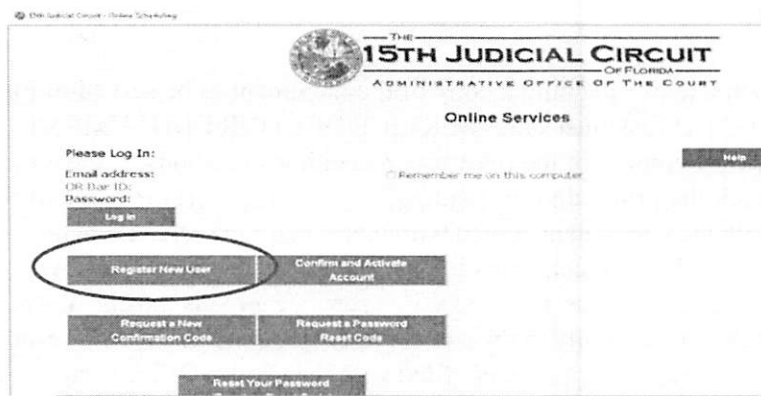 15th Judicial Circuit - Online Scheduling
THE
15TH JUDICIAL CIRCUIT
OF FLORIDA
ADMINISTRATIVE OFFICE OF THE COURT
Online Services
Please Log In:
Help
Email address:
Remember me on this computer
OR Bar ID:
Password:
Log In
Register New User
Confirm and Activate
Account
Request a New
Confirmation Code
Request a Password
Reset Code
Reset Your Password